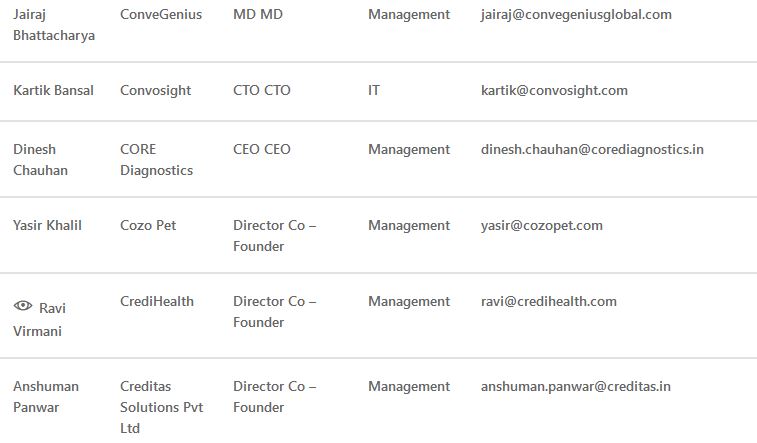 Jairaj ConveGenius MD MD Management jairaj@convegeniusglobal.com
Bhattacharya
Kartik Bansal Convosight CTO CTO IT kartik@convosight.com
Dinesh CORE CEO CEO Management dinesh.chauhan@corediagnostics.in
Chauhan Diagnostics
Yasir Khalil Cozo Pet Director Co – Management yasir@cozopet.com
Founder
Ravi CrediHealth Director Co – Management ravi@credihealth.com
Virmani Founder
Anshuman Creditas Director Co – Management anshuman.panwar@creditas.in
Panwar Solutions Pvt Founder
Ltd